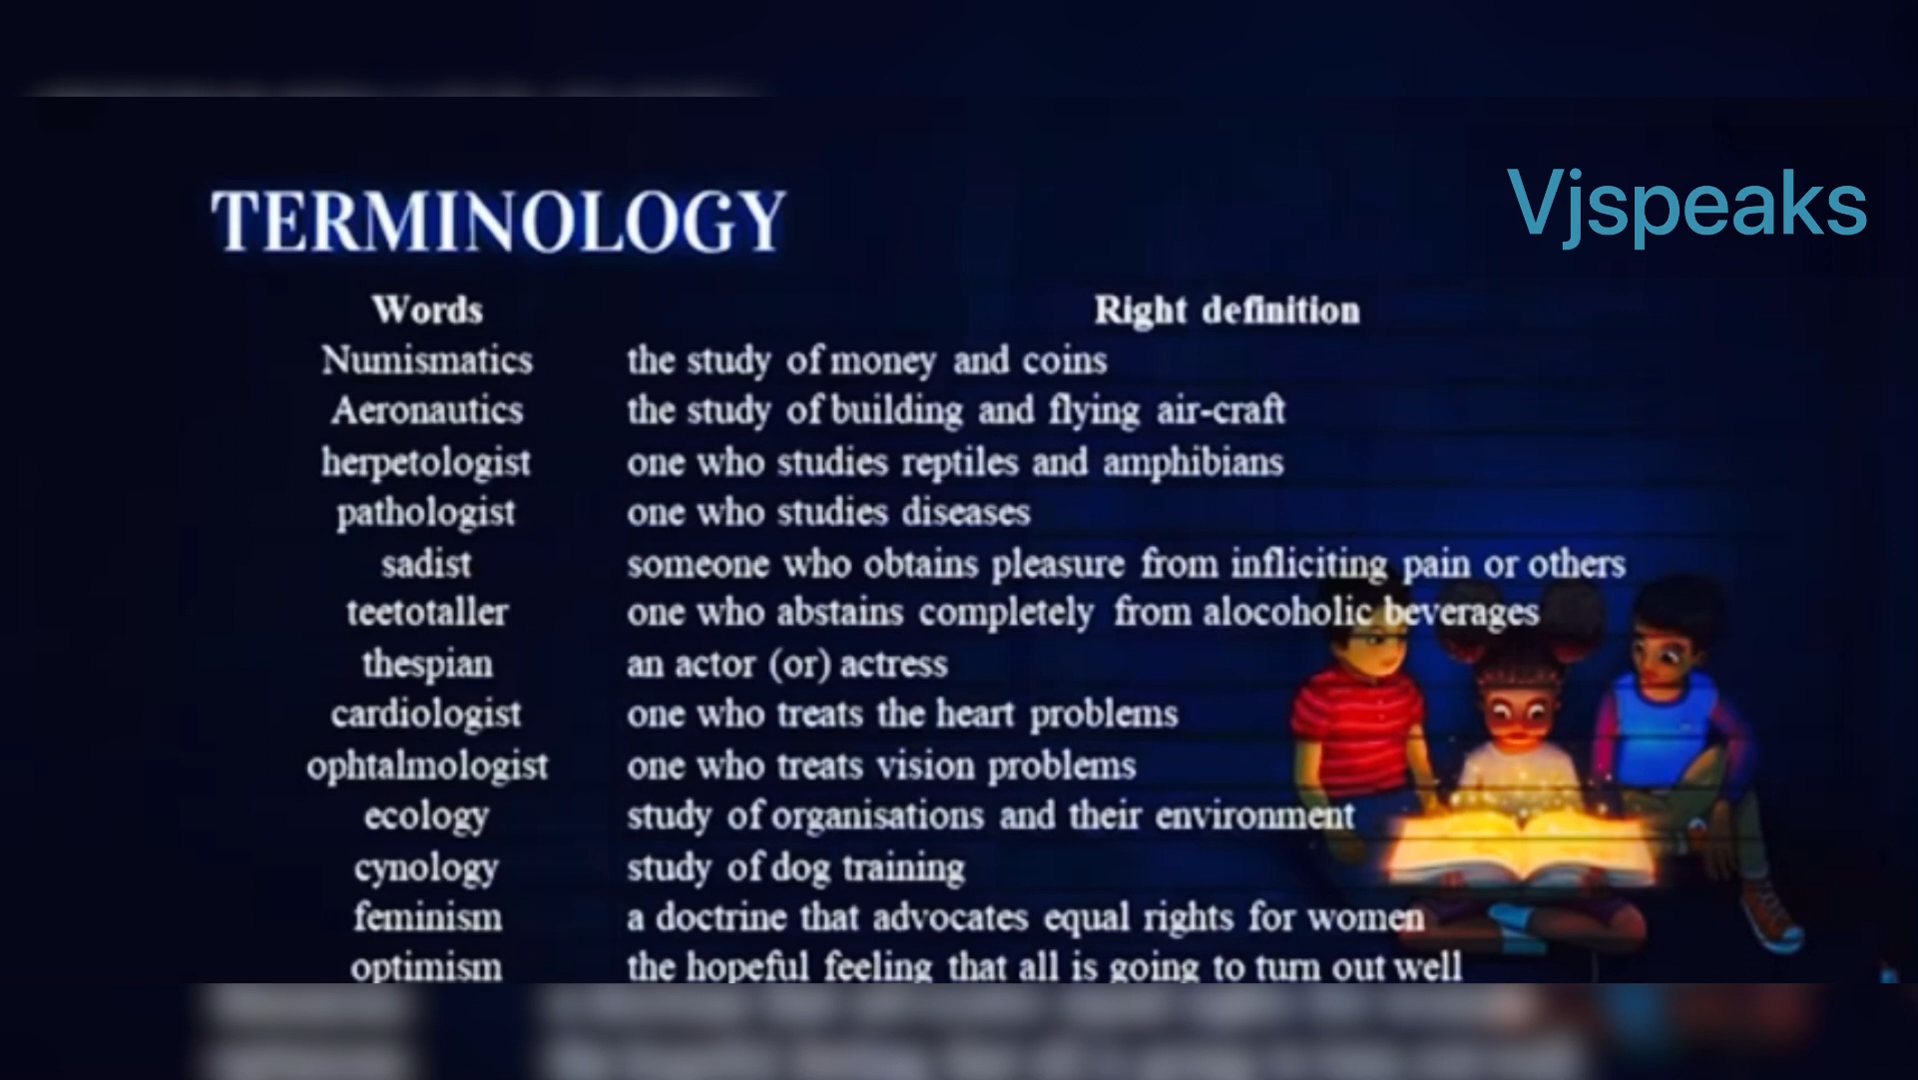 Vjspeaks
TERMINOLOGY
Words Right definition
Numismatics the study of money and coins
Aeronautics the study of building and flying air-craft
herpetologist one who studies reptiles and amphibians
pathologist one who studies diseases
sadist someone who obtains pleasure from infliciting pain or others
teetotaller one who abstains completely from alocoholic beverages
thespian an actor (or) actress
cardiologist one who treats the heart problems
ophtalmologist one who treats vision problems
ecology study of organisations and their environment
cynology study of dog training
feminism a doctrine that advocates equal rights for women
optimism the hopeful feeling that all is going to turn out well